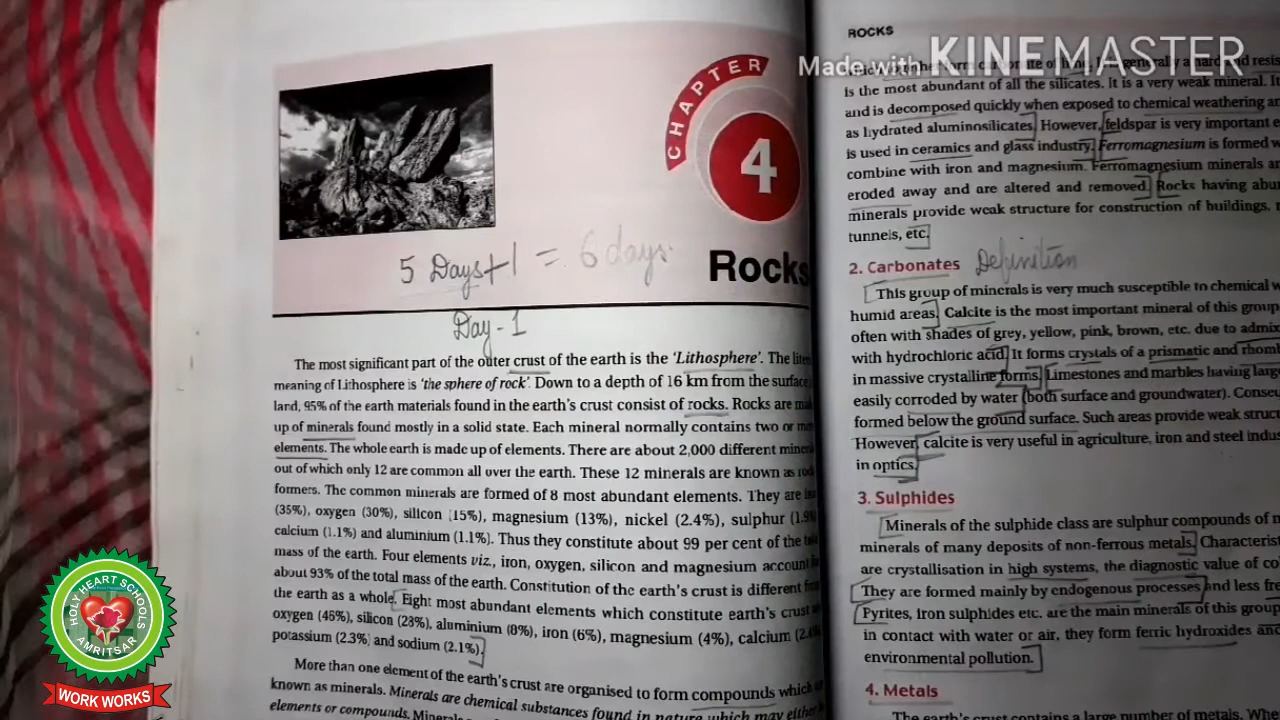 CHAPTER
4
5 Days+1 = 6 days.
Rocks
Day-1
The most significant part of the outer crust of the earth is the 'Lithosphere'. The
meaning of Lithosphere is 'the sphere of rock'. Down to a depth of 16 km from the surface
land, 95% of the earth materials found in the earth's crust consist of rocks. Rocks are
up of minerals found mostly in a solid state. Each mineral normally contains two or
elements. The whole earth is made up of elements. There are about 2,000 different
out of which only 12 are common all over the earth. These 12 minerals are known as
formers. The common minerals are formed of 8 most abundant elements. They are
(35%), oxygen (30%), silicon (15%), magnesium (13%), nickel (2.4%), sulphur (1.9%
calcium (1.1%) and aluminium (1.1%). Thus they constitute about 99 per cent of the
mass of the earth. Four elements viz., iron, oxygen, silicon and magnesium account
about 93% of the total mass of the earth. Constitution of the earth's crust is different
the earth as a whole. Eight most abundant elements which constitute earth's crust
oxygen (46%), silicon (28%), aluminium (8%), iron (6%), magnesium (4%), calcium
potassium (2.3%) and sodium (2.1%).
More than one element of the earth's crust are organised to form compounds which
known as minerals. Minerals are chemical substances found in nature which may either
elements or compounds. Minerals
ROCKS
Made with KINEMASTER
generally a hard and
is the most abundant of all the silicates. It is a very weak mineral. It
and is decomposed quickly when exposed to chemical weathering
as hydrated aluminosilicates. However, feldspar is very important
is used in ceramics and glass industry. Ferromagnesium is formed
combine with iron and magnesium. Ferromagnesium minerals
eroded away and are altered and removed. Rocks having
minerals provide weak structure for construction of buildings,
tunnels, etc.
2. Carbonates Definition
This group of minerals is very much susceptible to chemical
humid areas. Calcite is the most important mineral of this group
often with shades of grey, yellow, pink, brown, etc. due to
with hydrochloric acid. It forms crystals of a prismatic and
in massive crystalline forms. Limestones and marbles having
easily corroded by water (both surface and groundwater).
formed below the ground surface. Such areas provide weak
However, calcite is very useful in agriculture, iron and steel
in optics.
3. Sulphides
Minerals of the sulphide class are sulphur compounds of
minerals of many deposits of non-ferrous metals.
are crystallisation in high systems, the diagnostic value of
They are formed mainly by endogenous processes and less
Pyrites, iron sulphides etc. are the main minerals of this group
in contact with water or air, they form ferric hydroxides
environmental pollution.
4. Metals
The earth's crust contains a large number of metals.
HOLY HEART SCHOOLS
AMRITSAR
WORK WORKS